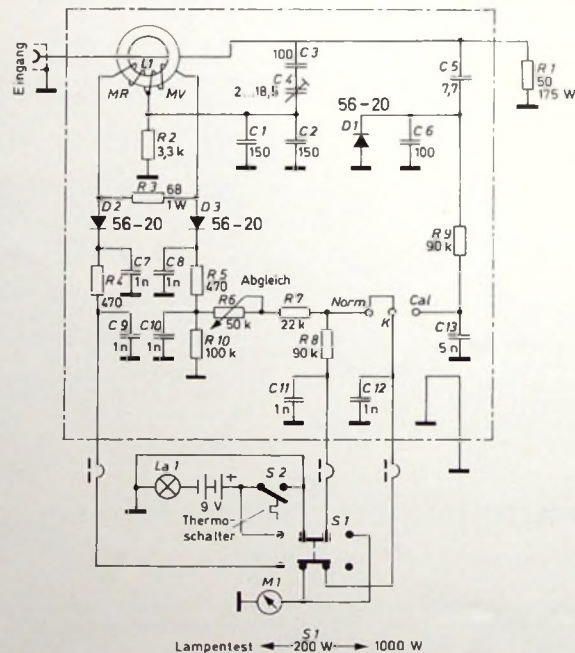 Eingang
L1
MR
MV
100
C3
C4
2...18,5
C5
7,7
R1
50
175 W
R2
3,3 k
C1
150
C2
150
56-20
D1
C6
100
R3
68
1W
D2
56-20
D3
56-20
R9
90 k
C7
1n
C8
1n
R4
470
R5
470
Abgleich
R6
50 k
R7
22 k
Norm
K
Cal
C9
1n
C10
1n
R10
100 k
R8
90 k
C13
5 n
C11
1n
C12
1n
La 1
9 V
+
S2
Thermo-
schalter
S1
M1
S1
Lampentest ← 200 W → 1000 W